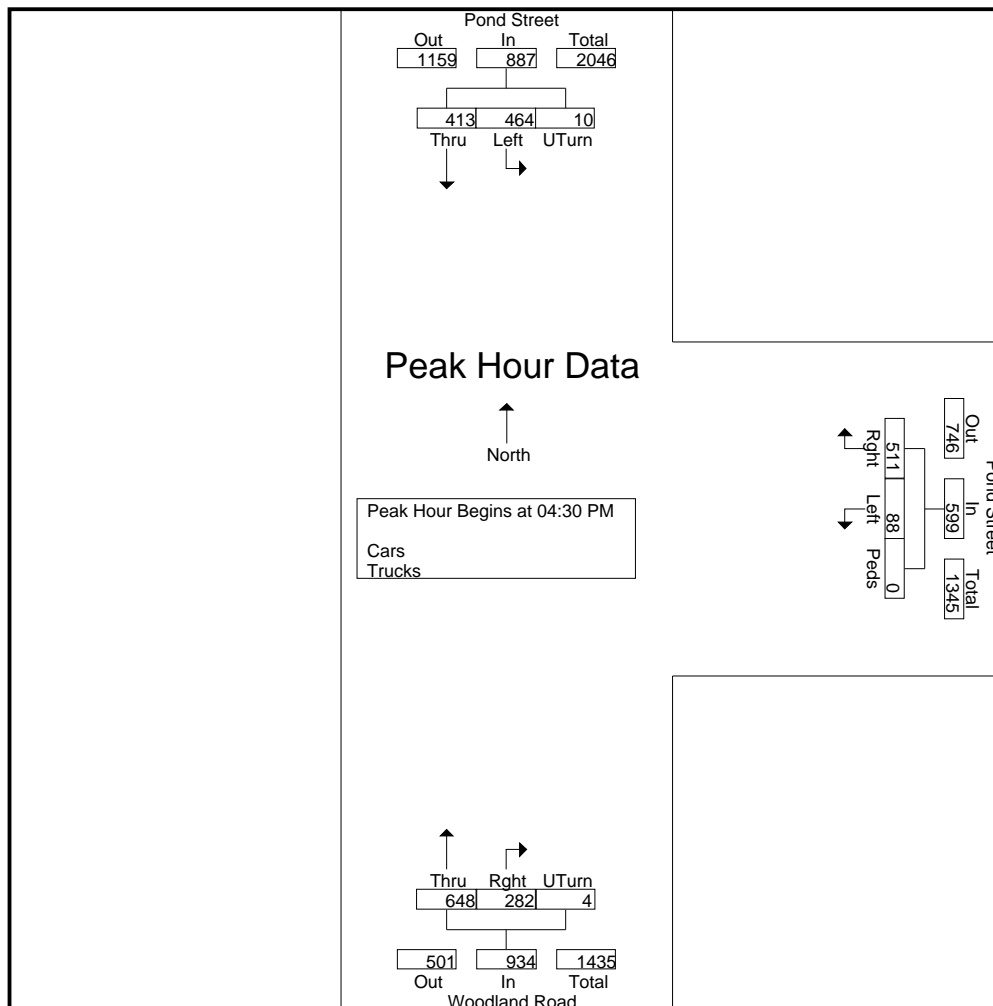 Pond Street
Out In Total
1159 887 2046
413 464 10
Thru Left UTurn
Peak Hour Data
North
Peak Hour Begins at 04:30 PM
Cars
Trucks
Pond Street
Out In Total
746 599 1345
Rght Left Peds
511 88 0
Thru Rght UTurn
648 282 4
501 934 1435
Out In Total
Woodland Road